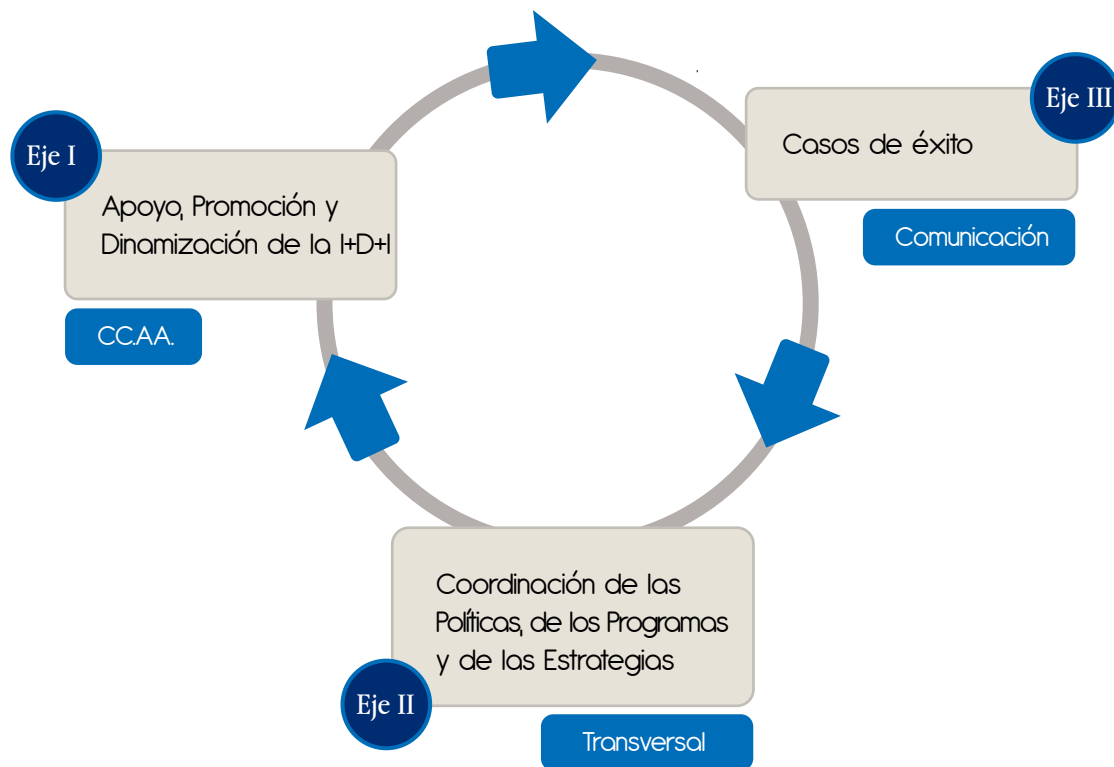 Eje I
Apoyo, Promoción y
Dinamización de la I+D+I
CC.AA.
Eje III
Casos de éxito
Comunicación
Coordinación de las
Políticas, de los Programas
y de las Estrategias
Eje II
Transversal